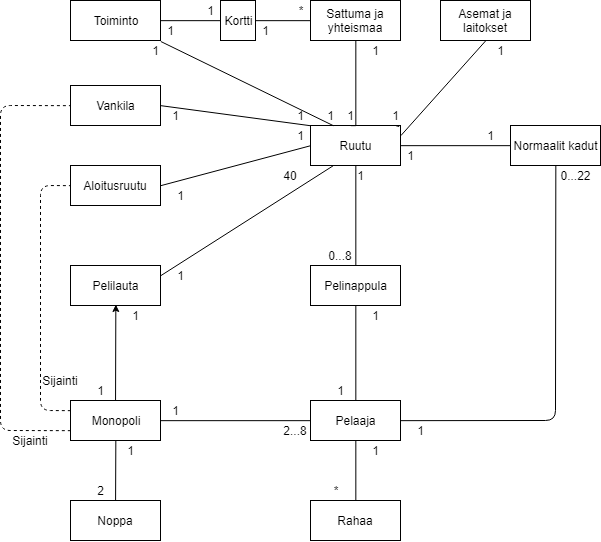 Toiminto
1
1
Kortti
1
*
Sattuma ja
yhteismaa
Asemat ja
laitokset
1
1
1
Vankila
1
1
1
1
1
1
Ruutu
1
1
Normaalit kadut
Aloitusruutu
1
40
1
0...22
0...8
Pelilauta
1
Pelinappula
1
1
Sijainti
1
1
Monopoli
1
2...8
Pelaaja
1
Sijainti
1
1
2
*
Noppa
Rahaa